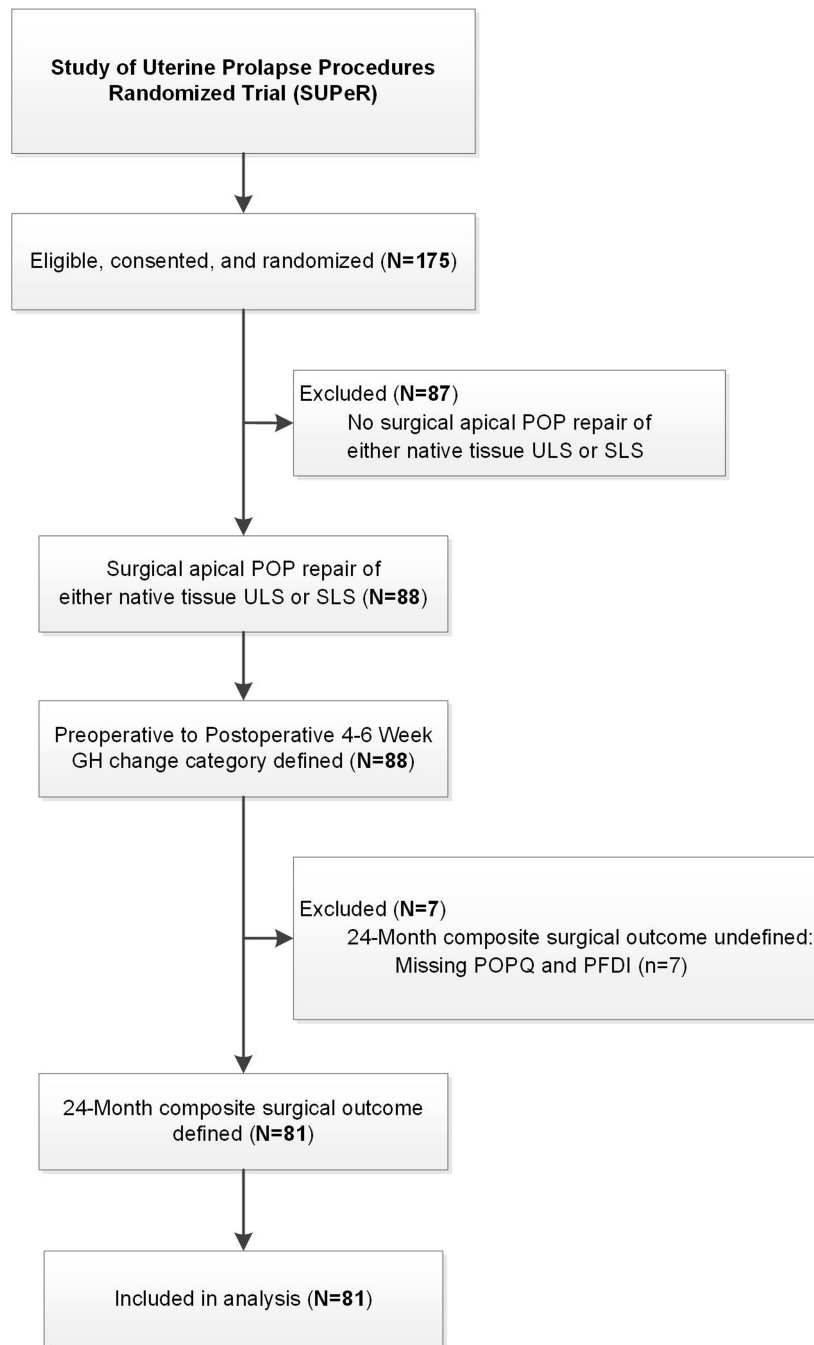 Study of Uterine Prolapse Procedures
Randomized Trial (SUPeR)
Eligible, consented, and randomized (N=175)
Excluded (N=87)
No surgical apical POP repair of
either native tissue ULS or SLS
Surgical apical POP repair of
either native tissue ULS or SLS (N=88)
Preoperative to Postoperative 4-6 Week
GH change category defined (N=88)
Excluded (N=7)
24-Month composite surgical outcome undefined:
Missing POPQ and PFDI (n=7)
24-Month composite surgical outcome
defined (N=81)
Included in analysis (N=81)